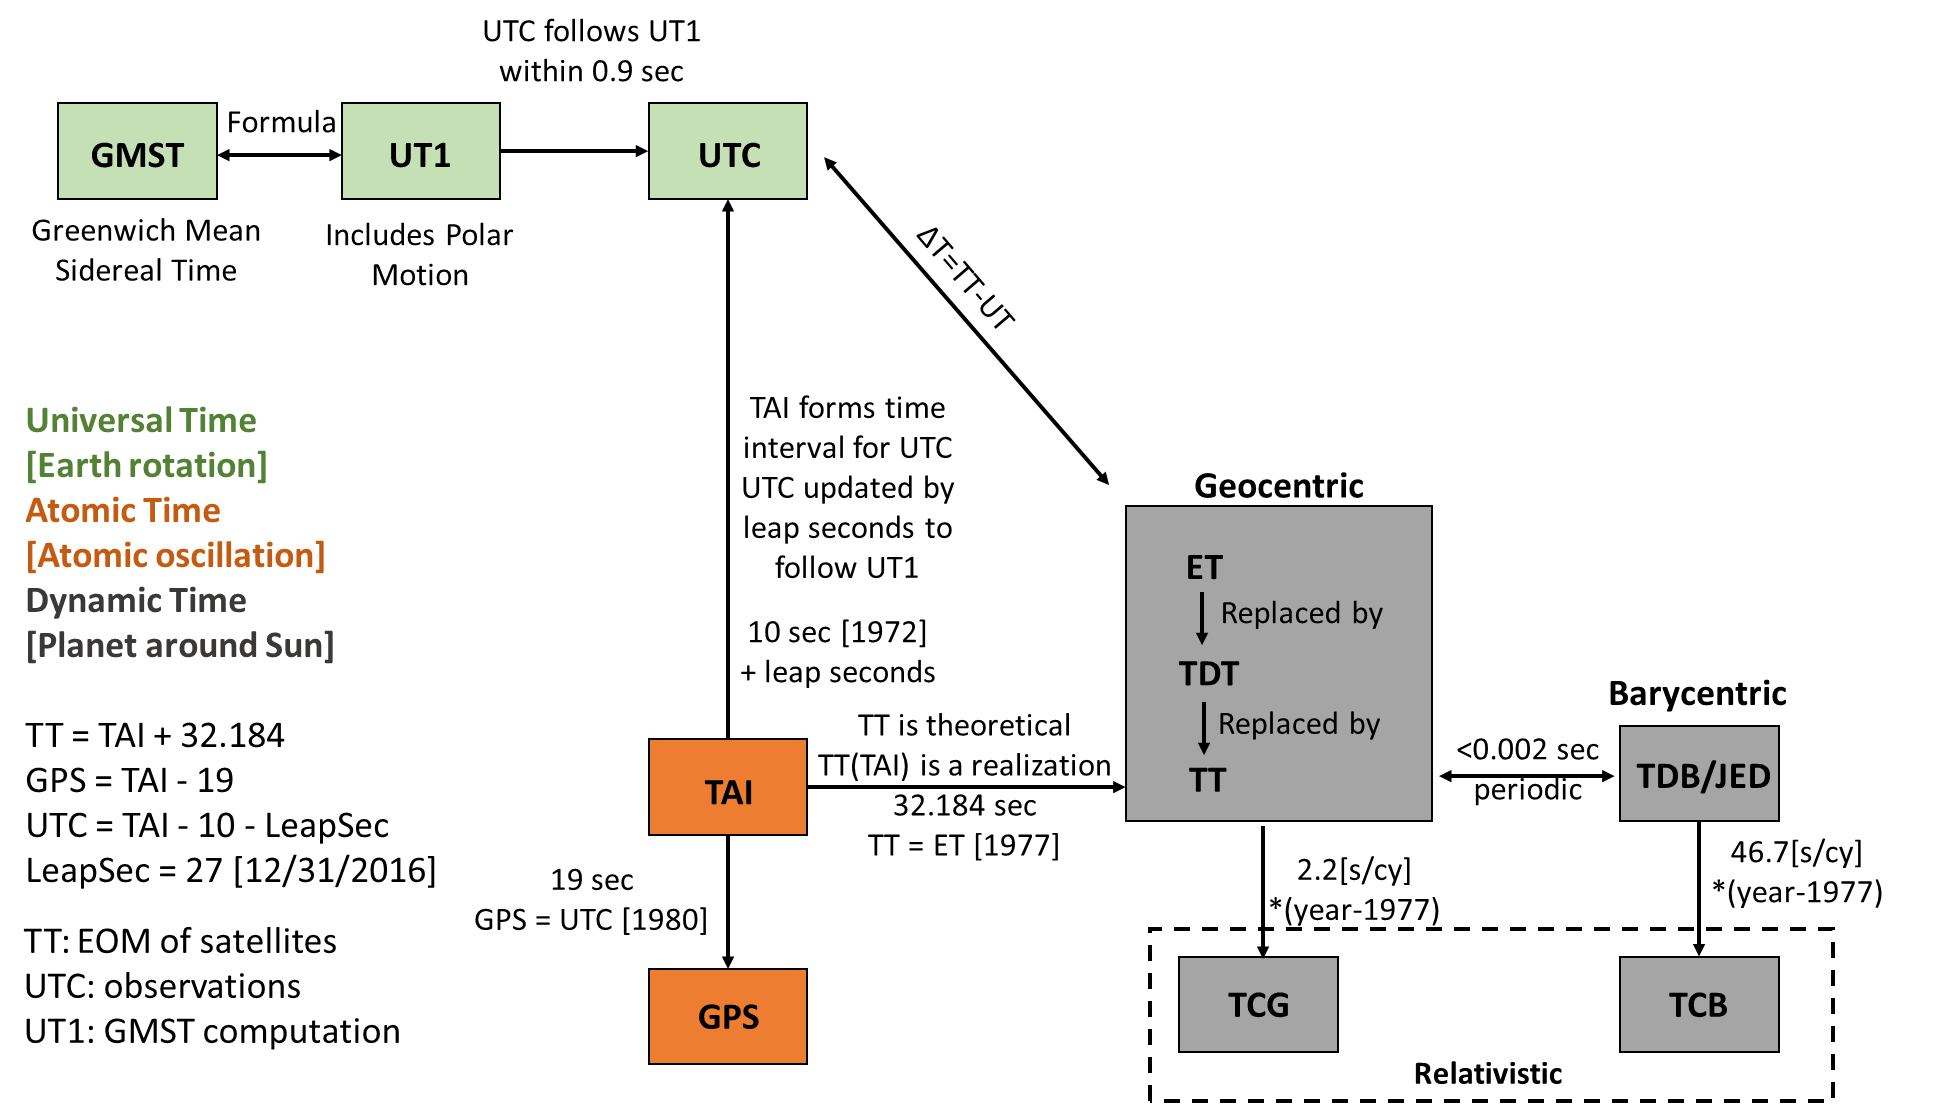 UTC follows UT1
within 0.9 sec
GMST
Formula
UT1
UTC
Greenwich Mean
Sidereal Time
Includes Polar
Motion
ΔT=TT-UT
Universal Time
[Earth rotation]
Atomic Time
[Atomic oscillation]
Dynamic Time
[Planet around Sun]
TT = TAI + 32.184
GPS = TAI - 19
UTC = TAI - 10 - LeapSec
LeapSec = 27 [12/31/2016]
TT: EOM of satellites
UTC: observations
UT1: GMST computation
TAI forms time
interval for UTC
UTC updated by
leap seconds to
follow UT1
10 sec [1972]
+ leap seconds
TAI
TT is theoretical
TT(TAI) is a realization
32.184 sec
TT = ET [1977]
19 sec
GPS = UTC [1980]
GPS
Geocentric
ET
Replaced by
TDT
Replaced by
TT
<0.002 sec
periodic
Barycentric
TDB/JED
2.2[s/cy]
*(year-1977)
46.7[s/cy]
*(year-1977)
TCG
TCB
Relativistic